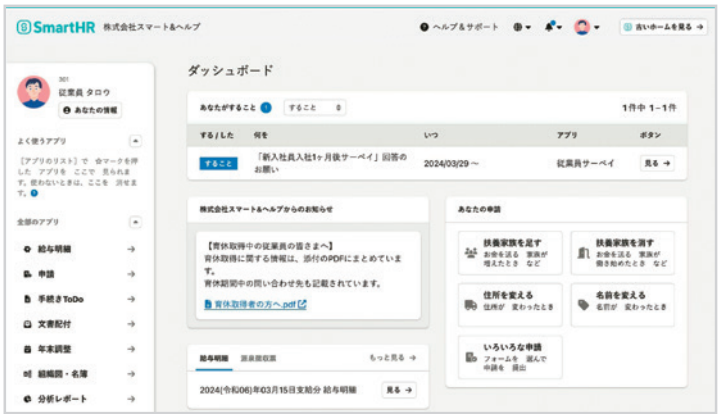 SmartHR 株式会社スマート&ヘルプ
ヘルプ&サポート
古いホームを見る →
301
従業員 タロウ
あなたの情報
よく使うアプリ
[アプリのリスト] で ☆マークを押
した アプリを ここで 見られま
す。使わないときは、ここを 消せま
す。
全部のアプリ
給与明細 →
申請 →
手続きToDo →
文書配付 →
年末調整 →
組織図・名簿 →
分析レポート →
ダッシュボード
あなたがすること 1 すること
1件中 1–1件
する/した 何を いつ アプリ ボタン
すること 「新入社員入社1ヶ月後サーベイ」回答の
お願い
2024/03/29 ~ 従業員サーベイ 見る →
株式会社スマート&ヘルプからのお知らせ
【育休取得中の従業員の皆さまへ】
育休取得に関する情報は、添付のPDFにまとめていま
す。
育休期間中の問い合わせ先も記載されています。
育休取得者の方へ.pdf
給与明細 源泉徴収票 もっと見る →
2024(令和06)年03月15日支給分 給与明細 見る →
あなたの申請
扶養家族を足す
お金を送る 家族が
増えたとき など
扶養家族を消す
お金を送る 家族が
働き始めたとき など
住所を変える
住所が 変わったとき
名前を変える
名前が 変わったとき
いろいろな申請
フォームを 選んで
申請を 提出